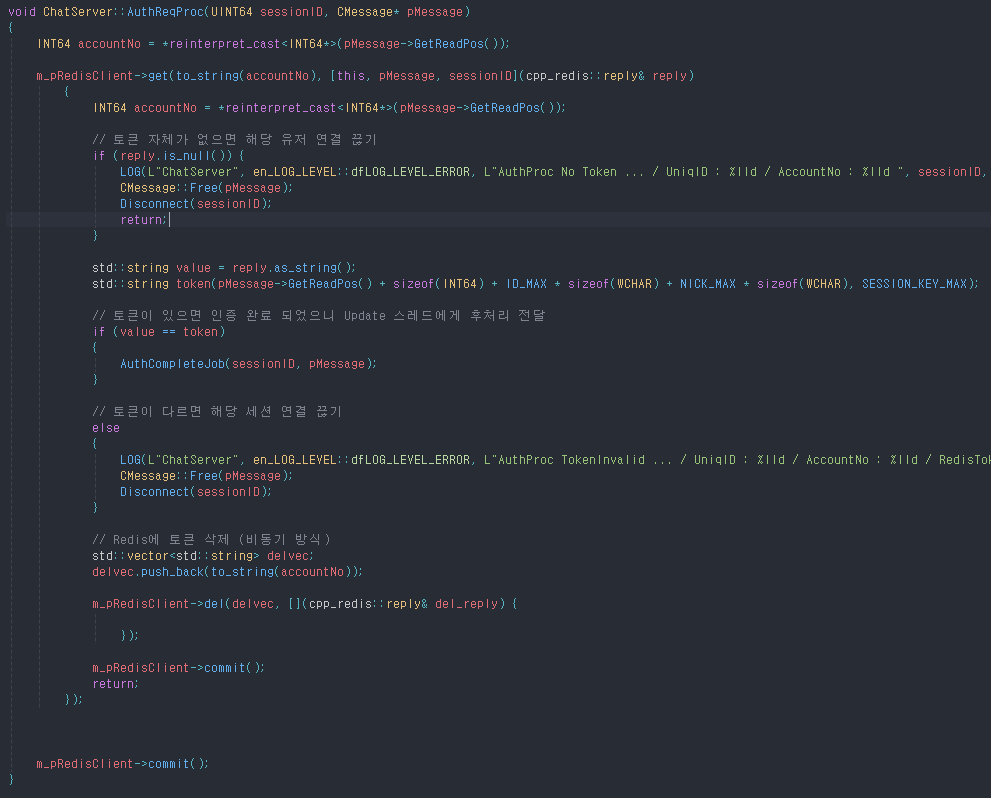 void ChatServer::AuthReqProc(UINT64 sessionID, CMessage* pMessage)
{
INT64 accountNo = *reinterpret_cast<INT64*>(pMessage->GetReadPos());
m_pRedisClient->get(to_string(accountNo), [this, pMessage, sessionID](cpp_redis::reply& reply)
{
INT64 accountNo = *reinterpret_cast<INT64*>(pMessage->GetReadPos());
// 토큰 자체가 없으면 해당 유저 연결 끊기
if (reply.is_null()) {
LOG(L"ChatServer", en_LOG_LEVEL::dfLOG_LEVEL_ERROR, L"AuthProc No Token ... / UniqID : %lld / AccountNo : %lld ", sessionID,
CMessage::Free(pMessage);
Disconnect(sessionID);
return;
}
std::string value = reply.as_string();
std::string token(pMessage->GetReadPos() + sizeof(INT64) + ID_MAX * sizeof(WCHAR) + NICK_MAX * sizeof(WCHAR), SESSION_KEY_MAX);
// 토큰이 있으면 인증 완료 되었으니 Update 스레드에게 후처리 전달
if (value == token)
{
AuthCompleteJob(sessionID, pMessage);
}
// 토큰이 다르면 해당 세션 연결 끊기
else
{
LOG(L"ChatServer", en_LOG_LEVEL::dfLOG_LEVEL_ERROR, L"AuthProc TokenInvalid ... / UniqID : %lld / AccountNo : %lld / RedisTok
CMessage::Free(pMessage);
Disconnect(sessionID);
}
// Redis에 토큰 삭제 (비동기 방식)
std::vector<std::string> delvec;
delvec.push_back(to_string(accountNo));
m_pRedisClient->del(delvec, [](cpp_redis::reply& del_reply) {
});
m_pRedisClient->commit();
return;
});
m_pRedisClient->commit();
}